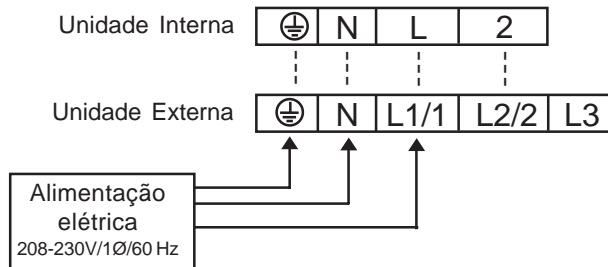 Unidade Interna N L 2
Unidade Externa N L1/1 L2/2 L3
Alimentação
elétrica
208-230V/1Ø/60 Hz